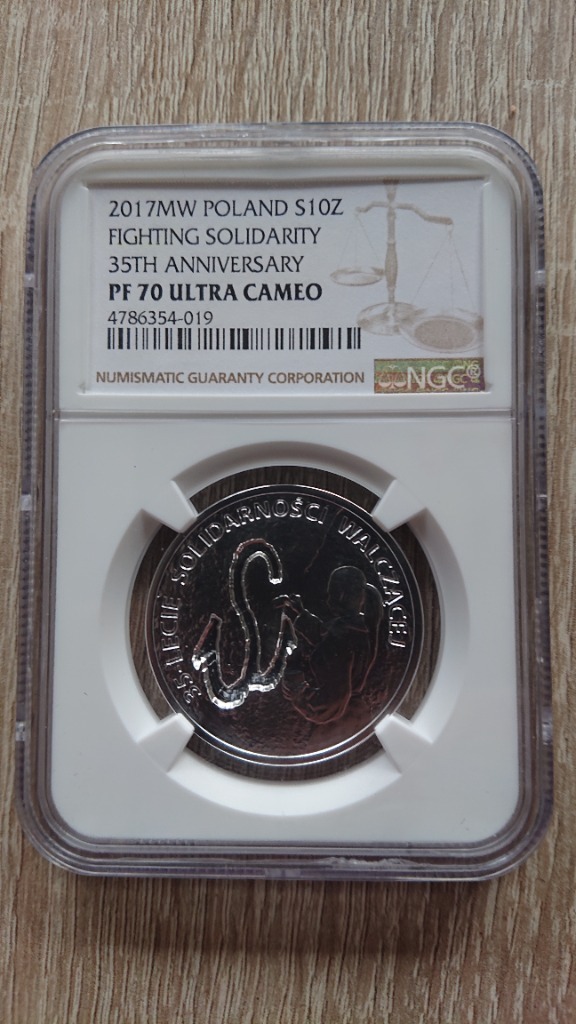 2017MW POLAND S10Z
FIGHTING SOLIDARITY
35TH ANNIVERSARY
PF 70 ULTRA CAMEO
4786354-019
NUMISMATIC GUARANTY CORPORATION NGC®
35-LECIE SOLIDARNOŚCI WALCZĄCEJ